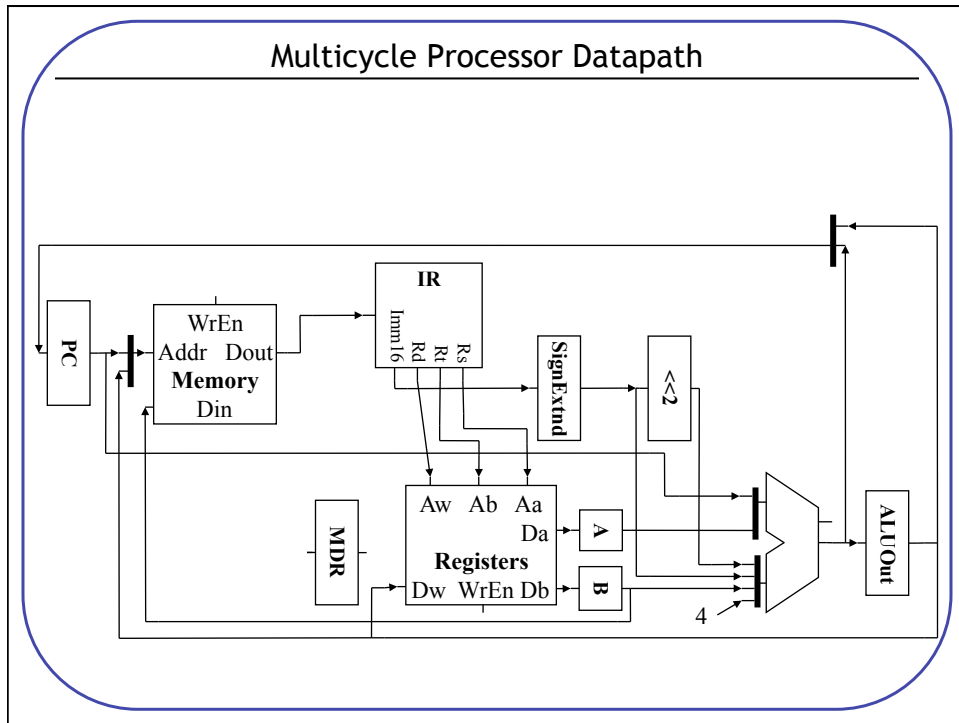 Multicycle Processor Datapath
IR
Imm16
Rd
Rt
Rs
PC
WrEn
Addr Dout
Memory
Din
SignExtnd
<<2
MDR
Aw Ab Aa
Da
Registers
Dw WrEn Db
A
B
4
ALUOut